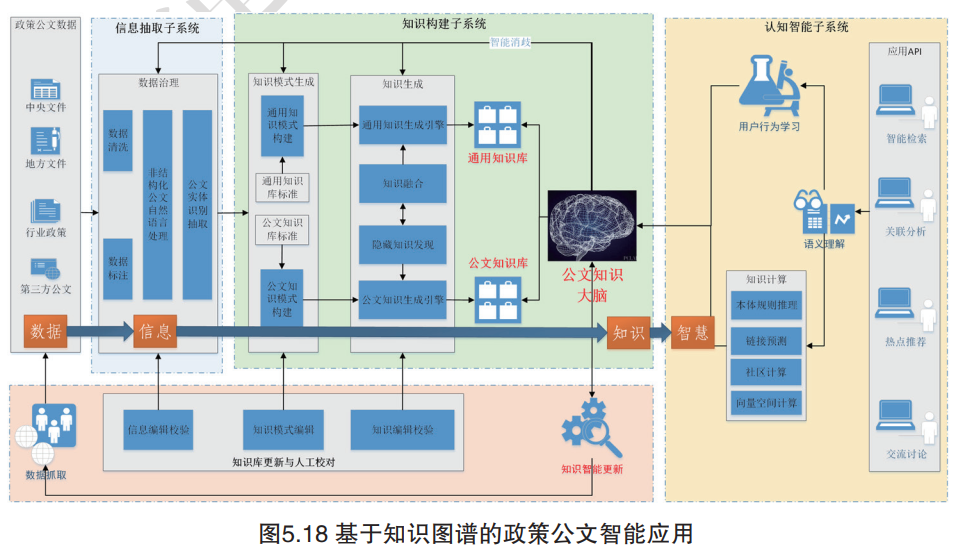 政策公文数据
中央文件
地方文件
行业政策
第三方公文
数据
信息抽取子系统
数据治理
数据
清洗
数据
标注
非结
构化
公文
自然
语言
处理
公文
实体
识别
抽取
信息
知识构建子系统
智能消歧
知识模式生成
通用知
识模式
构建
通用知识
库标准
公文知识
库标准
公文知
识模式
构建
知识生成
通用知识生成引擎
知识融合
隐藏知识发现
公文知识生成引擎
通用知识库
公文知识库
公文知识
大脑
知识
认知智能子系统
智慧
用户行为学习
语义理解
知识计算
本体规则推理
链接预测
社区计算
向量空间计算
应用API
智能检索
关联分析
热点推荐
交流讨论
数据抓取
信息编辑校验
知识模式编辑
知识编辑校验
知识库更新与人工校对
知识智能更新
图5.18 基于知识图谱的政策公文智能应用